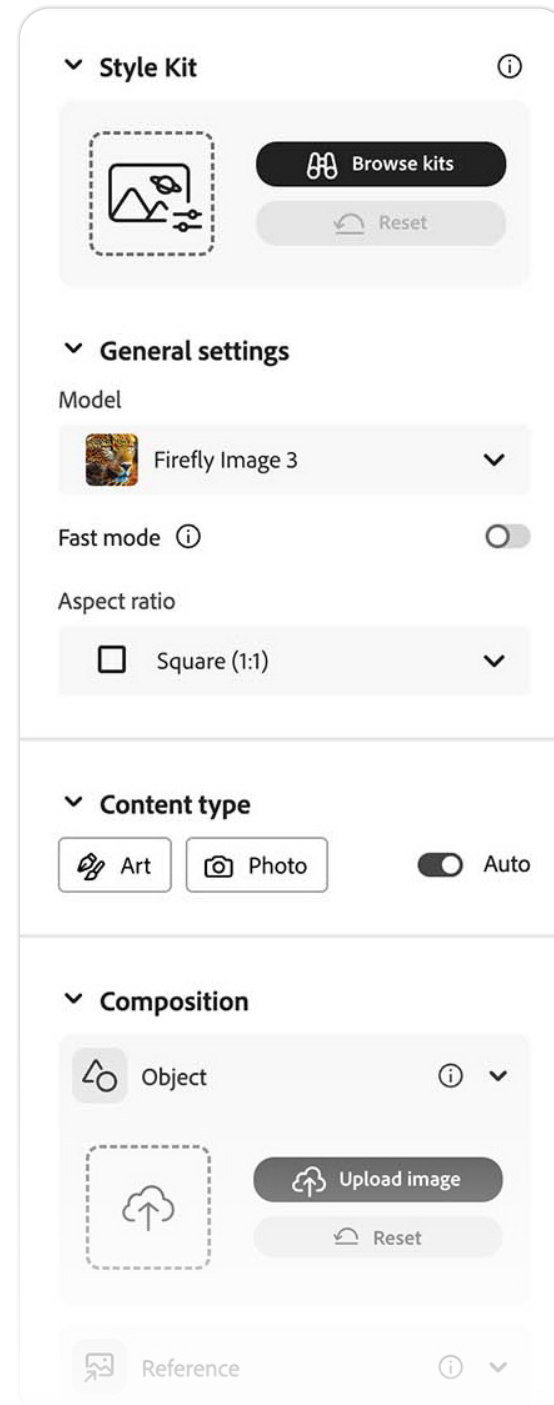 Style Kit
Browse kits
Reset
General settings
Model
Firefly Image 3
Fast mode
Aspect ratio
Square (1:1)
Content type
Art Photo Auto
Composition
Object
Upload image
Reset
Reference